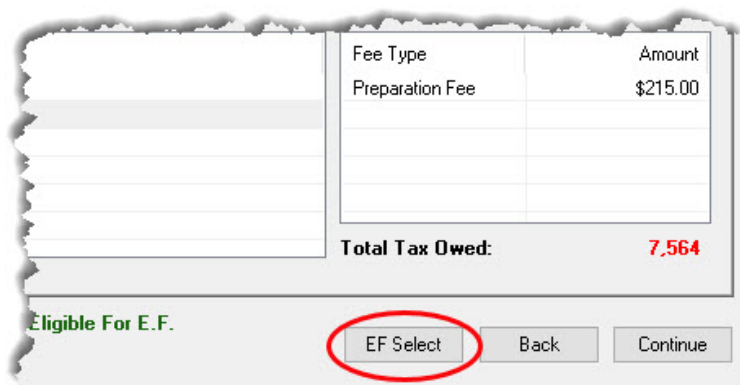 Fee Type Amount
Preparation Fee $215.00
Total Tax Owed: 7,564
Eligible For E.F.
EF Select Back Continue